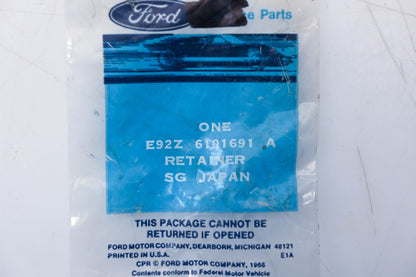 Ford
Parts
ONE
E92Z 6101691 A
RETAINER
SG JAPAN
THIS PACKAGE CANNOT BE
RETURNED IF OPENED
FORD MOTOR COMPANY, DEARBORN, MICHIGAN 48121
PRINTED IN U.S.A. E1A
CPR © FORD MOTOR COMPANY, 1966
Contents conform to Federal Motor Vehicle